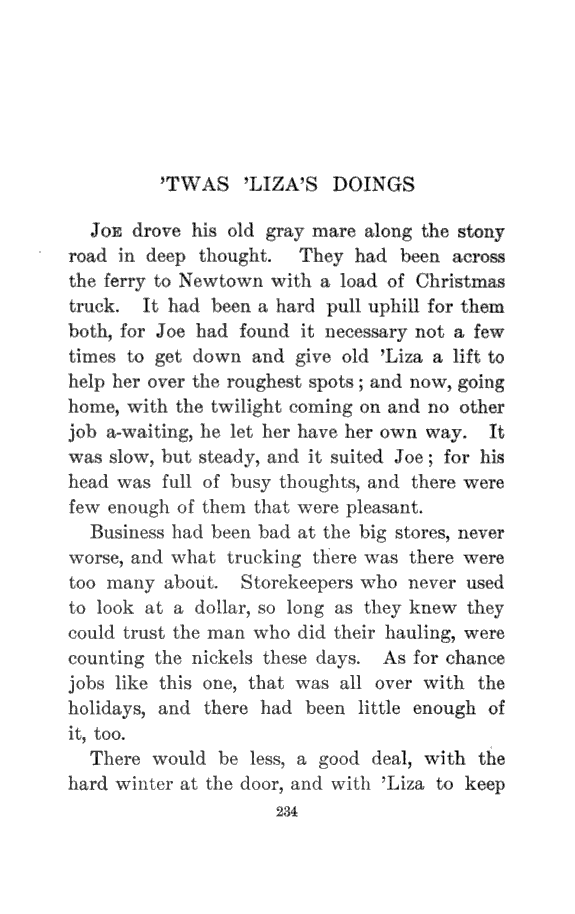 ’TWAS ’LIZA’S DOINGS
JOE drove his old gray mare along the stony
road in deep thought. They had been across
the ferry to Newtown with a load of Christmas
truck. It had been a hard pull uphill for them
both, for Joe had found it necessary not a few
times to get down and give old ’Liza a lift to
help her over the roughest spots ; and now, going
home, with the twilight coming on and no other
job a-waiting, he let her have her own way. It
was slow, but steady, and it suited Joe ; for his
head was full of busy thoughts, and there were
few enough of them that were pleasant.
Business had been bad at the big stores, never
worse, and what trucking there was there were
too many about. Storekeepers who never used
to look at a dollar, so long as they knew they
could trust the man who did their hauling, were
counting the nickels these days. As for chance
jobs like this one, that was all over with the
holidays, and there had been little enough of
it, too.
There would be less, a good deal, with the
hard winter at the door, and with ’Liza to keep
234